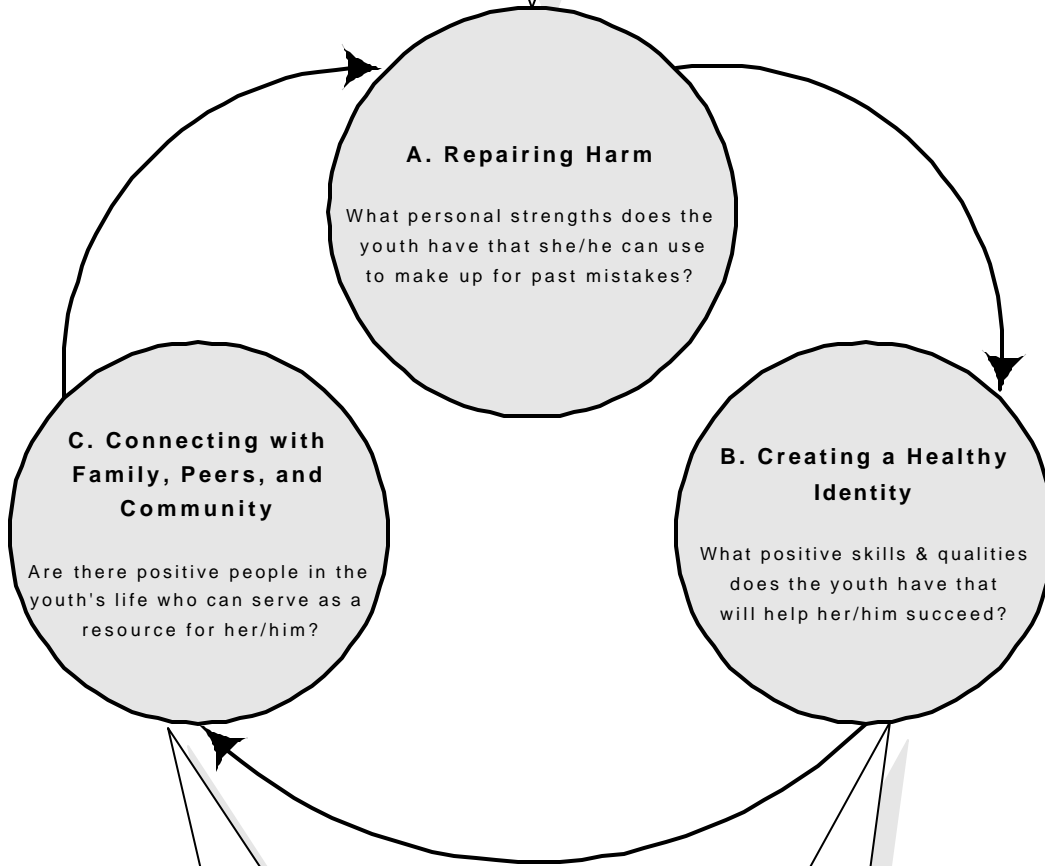 A. Repairing Harm
What personal strengths does the
youth have that she/he can use
to make up for past mistakes?
B. Creating a Healthy
Identity
What positive skills & qualities
does the youth have that
will help her/him succeed?
C. Connecting with
Family, Peers, and
Community
Are there positive people in the
youth's life who can serve as a
resource for her/him?